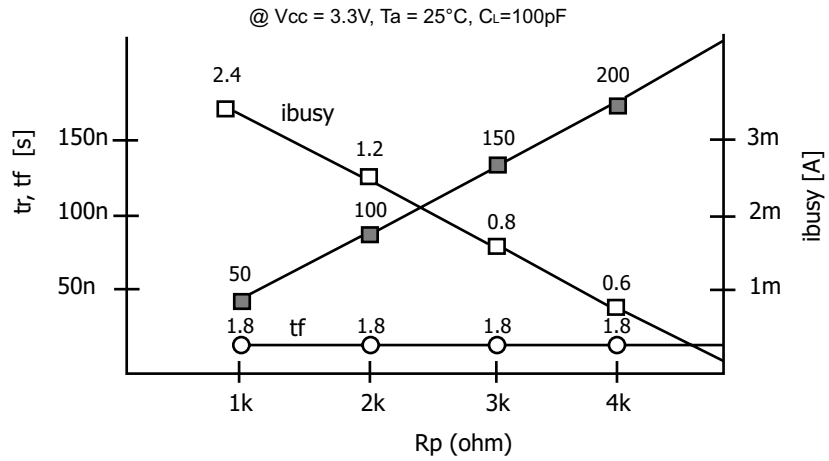 @ Vcc = 3.3V, Ta = 25°C, CL=100pF
2.4
200
ibusy
150n
150
3m
1.2
tr, tf [s]
ibusy [A]
100n
100
0.8
2m
50n
50
0.6
1m
1.8
tf
1.8
1.8
1.8
1k
2k
3k
4k
Rp (ohm)